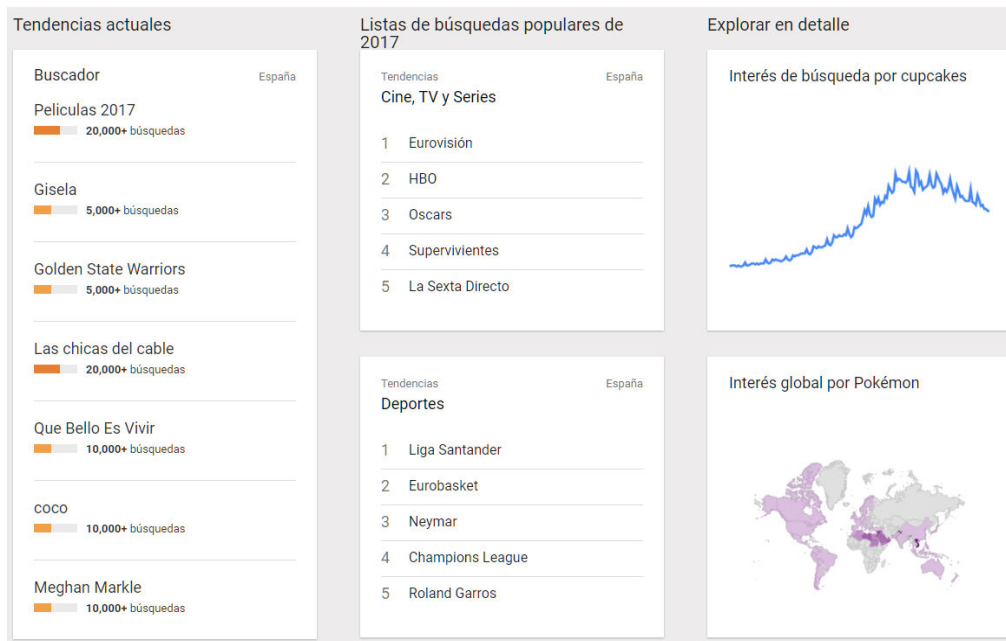 Tendencias actuales
Buscador España
Peliculas 2017
20,000+ búsquedas
Gisela
5,000+ búsquedas
Golden State Warriors
5,000+ búsquedas
Las chicas del cable
20,000+ búsquedas
Que Bello Es Vivir
10,000+ búsquedas
coco
10,000+ búsquedas
Meghan Markle
10,000+ búsquedas
Listas de búsquedas populares de
2017
Tendencias España
Cine, TV y Series
1 Eurovisión
2 HBO
3 Oscars
4 Supervivientes
5 La Sexta Directo
Tendencias España
Deportes
1 Liga Santander
2 Eurobasket
3 Neymar
4 Champions League
5 Roland Garros
Explorar en detalle
Interés de búsqueda por cupcakes
Interés global por Pokémon